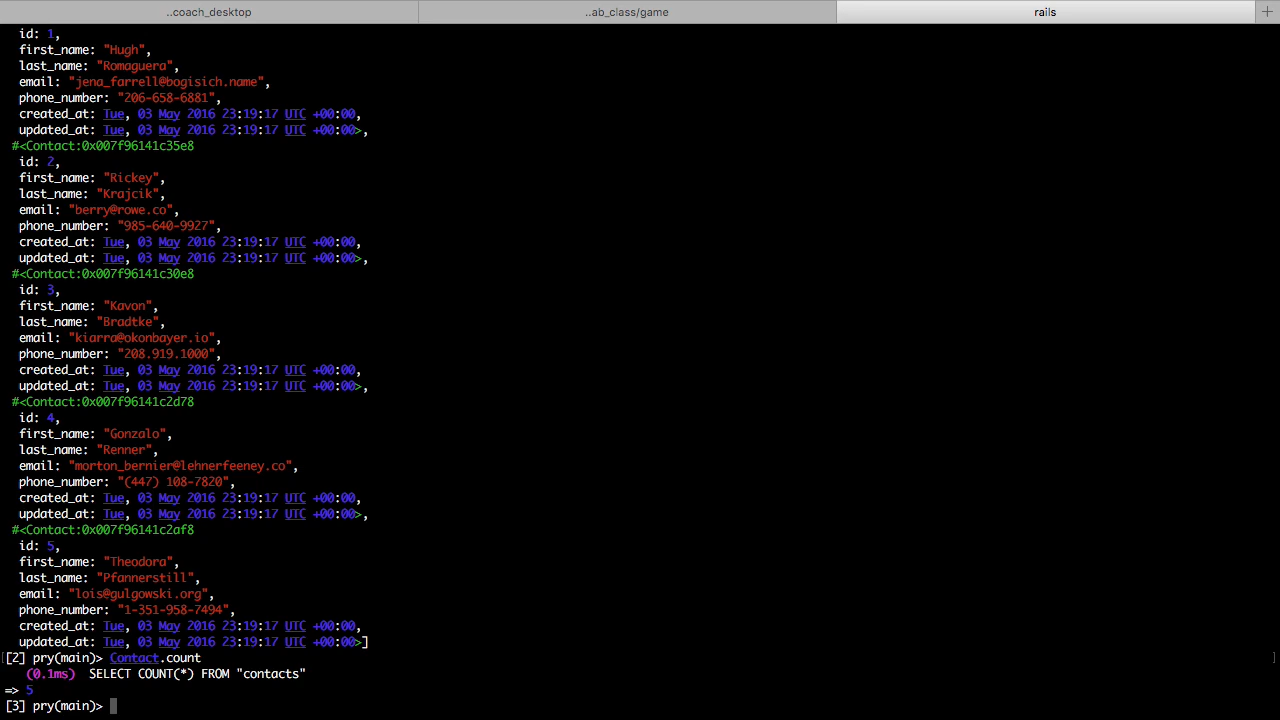 ..coach_desktop ..ab_class/game rails +
id: 1,
first_name: "Hugh",
last_name: "Romaguera",
email: "jena_farrell@bogisich.name",
phone_number: "206-658-6881",
created_at: Tue, 03 May 2016 23:19:17 UTC +00:00,
updated_at: Tue, 03 May 2016 23:19:17 UTC +00:00>,
#<Contact:0x007f96141c35e8
id: 2,
first_name: "Rickey",
last_name: "Krajcik",
email: "berry@rowe.co",
phone_number: "985-640-9927",
created_at: Tue, 03 May 2016 23:19:17 UTC +00:00,
updated_at: Tue, 03 May 2016 23:19:17 UTC +00:00>,
#<Contact:0x007f96141c30e8
id: 3,
first_name: "Kavon",
last_name: "Bradtke",
email: "kiarra@okonbayer.io",
phone_number: "208.919.1000",
created_at: Tue, 03 May 2016 23:19:17 UTC +00:00,
updated_at: Tue, 03 May 2016 23:19:17 UTC +00:00>,
#<Contact:0x007f96141c2d78
id: 4,
first_name: "Gonzalo",
last_name: "Renner",
email: "morton_bernier@lehnerfeeney.co",
phone_number: "(447) 108-7820",
created_at: Tue, 03 May 2016 23:19:17 UTC +00:00,
updated_at: Tue, 03 May 2016 23:19:17 UTC +00:00>,
#<Contact:0x007f96141c2af8
id: 5,
first_name: "Theodora",
last_name: "Pfannerstill",
email: "lois@gulgowski.org",
phone_number: "1-351-958-7494",
created_at: Tue, 03 May 2016 23:19:17 UTC +00:00,
updated_at: Tue, 03 May 2016 23:19:17 UTC +00:00>]
[2] pry(main)> Contact.count
(0.1ms) SELECT COUNT(*) FROM "contacts"
=> 5
[3] pry(main)>